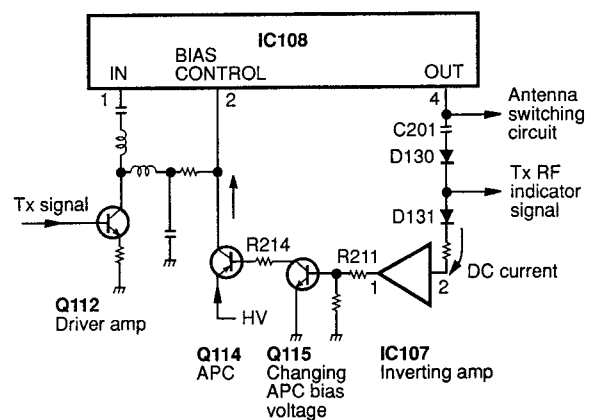 IC108
BIAS
IN CONTROL OUT
1 2 4
Antenna
switching
circuit
C201
D130
Tx RF
indicator
signal
D131
Tx signal
R214
R211
DC current
1 2
HV
Q112
Driver amp
Q114
APC
Q115
Changing
APC bias
voltage
IC107
Inverting amp